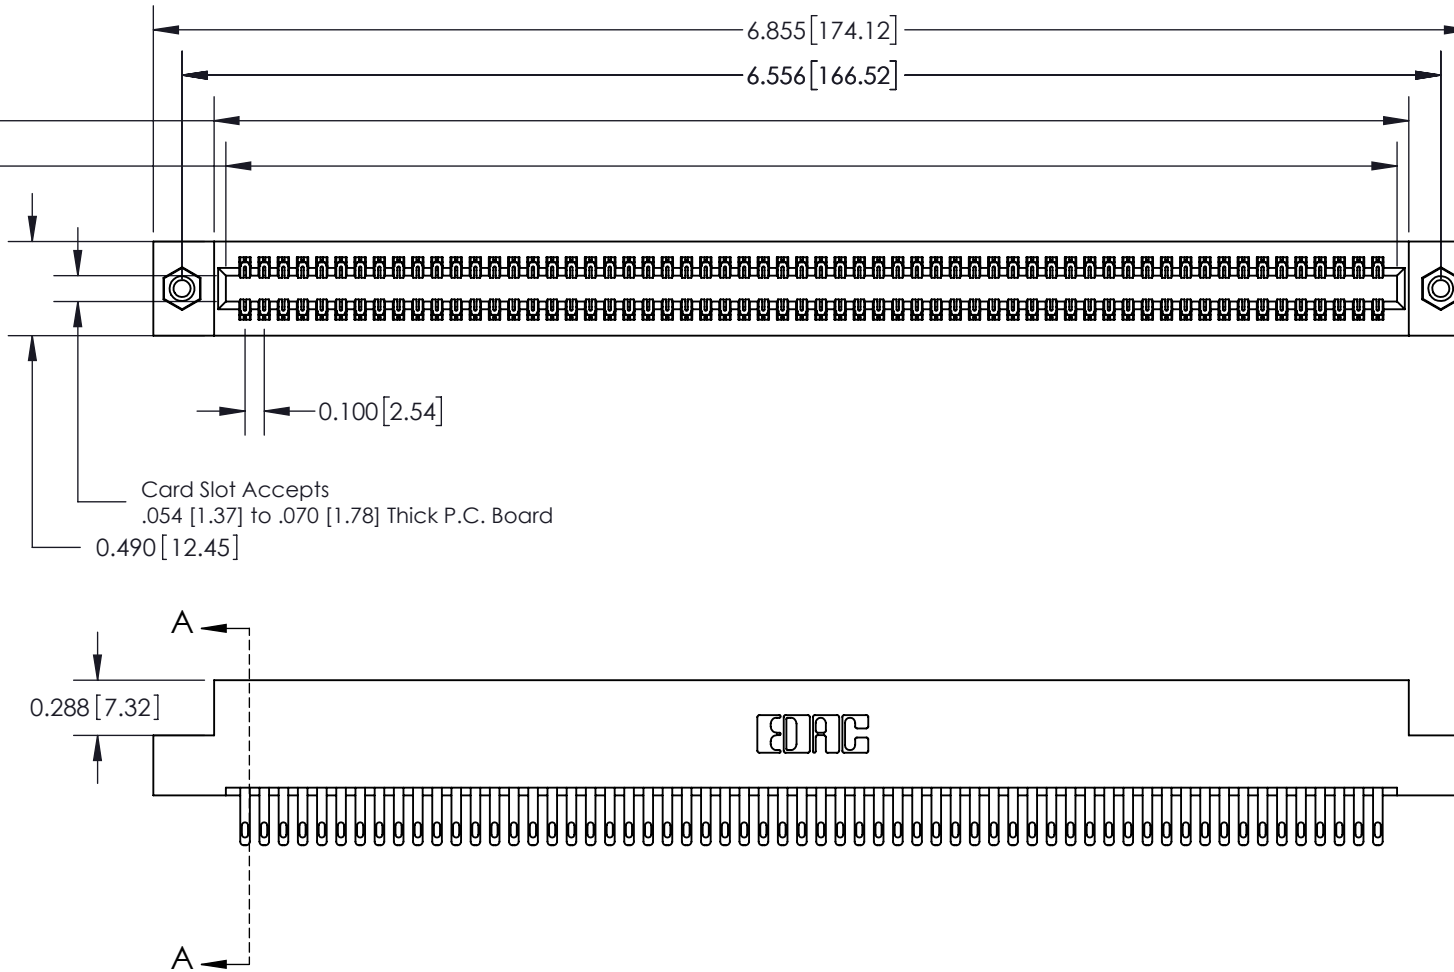 6.855[174.12]
6.556[166.52]
0.100[2.54]
Card Slot Accepts
.054 [1.37] to .070 [1.78] Thick P.C. Board
0.490[12.45]
A
0.288[7.32]
EDAC
A